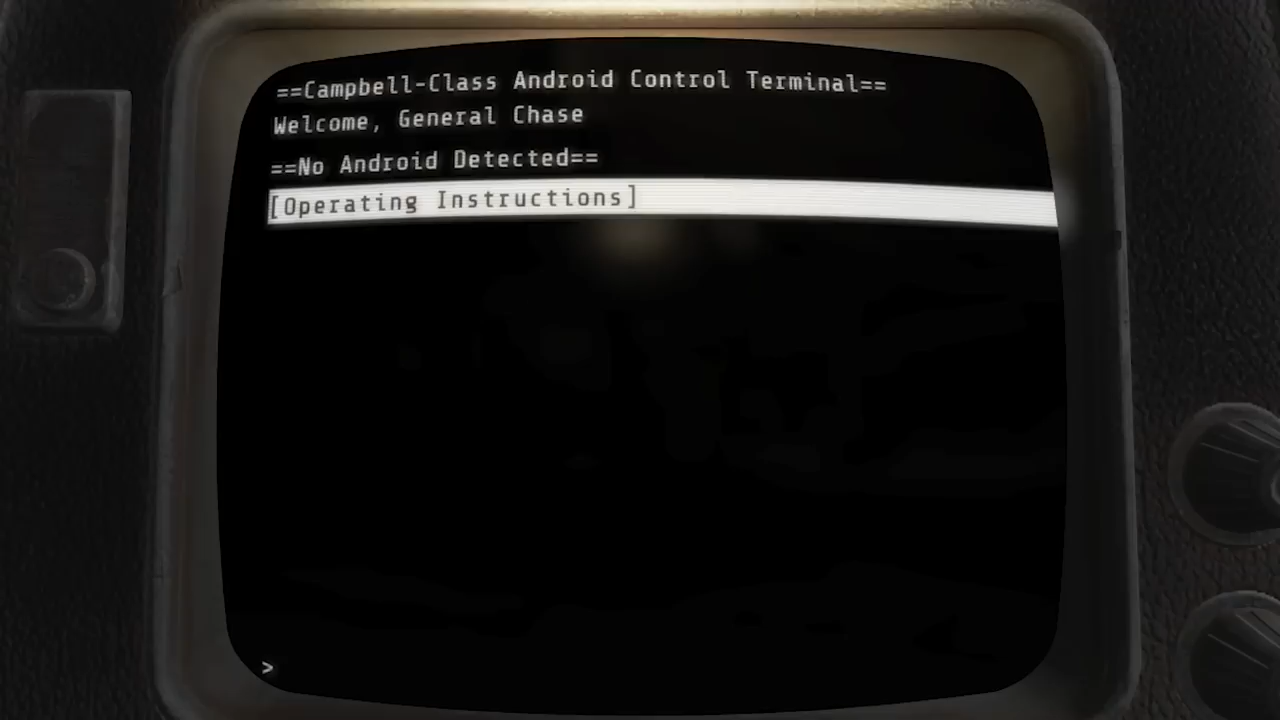 ==Campbell-Class Android Control Terminal==
Welcome, General Chase
==No Android Detected==
[Operating Instructions]
>